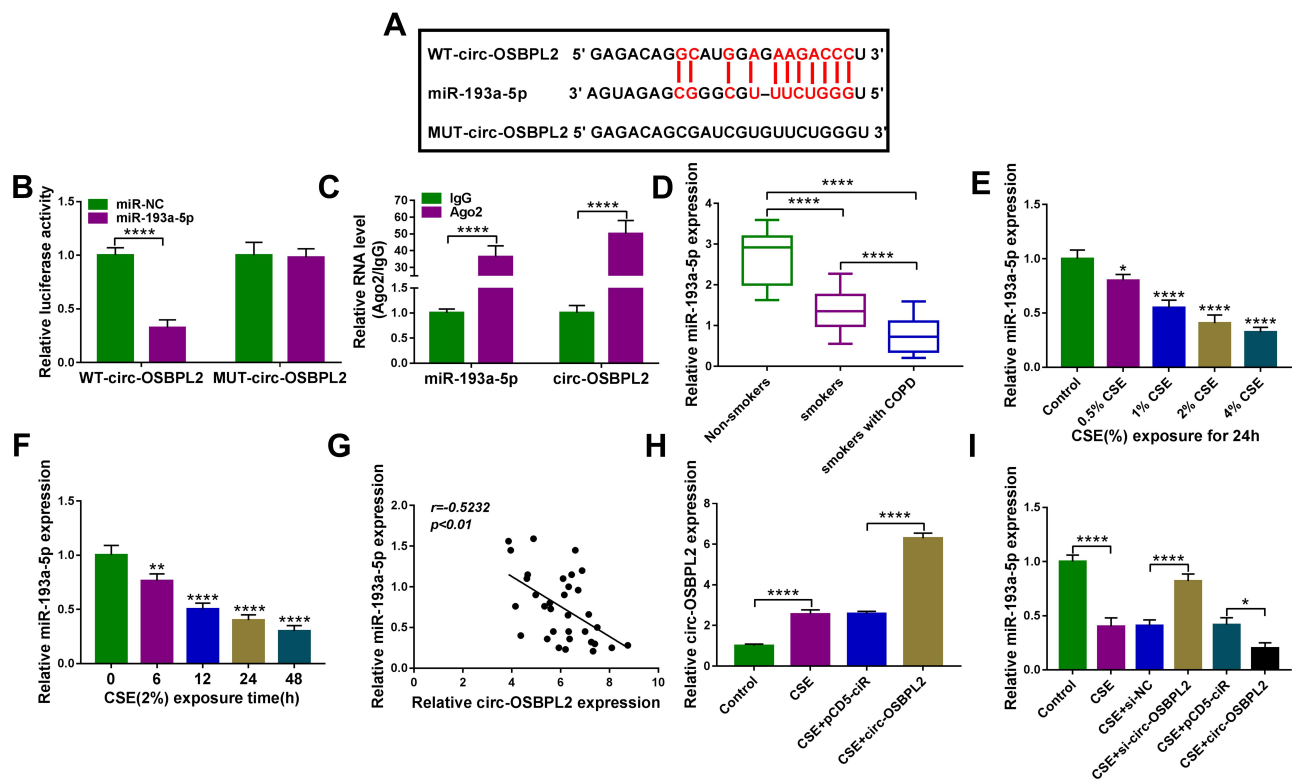 A
WT-circ-OSBPL2 5' GAGACAGGCAUGGAGAAGACCCU 3'
miR-193a-5p 3' AGUAGAGCGGGCGU–UUCUGGGU 5'
MUT-circ-OSBPL2 5' GAGACAGCGAUCGUGUUCUGGGU 3'
B
Relative luciferase activity
1.5
1.0
0.5
0.0
miR-NC
miR-193a-5p
****
WT-circ-OSBPL2
MUT-circ-OSBPL2
C
Relative RNA level
(Ago2/IgG)
70
60
50
40
30
1.5
1.0
0.5
0.0
IgG
Ago2
****
****
miR-193a-5p
circ-OSBPL2
D
Relative miR-193a-5p expression
4
3
2
1
0
****
****
****
Non-smokers
smokers
smokers with COPD
E
Relative miR-193a-5p expression
1.5
1.0
0.5
0.0
*
****
****
****
Control
0.5% CSE
1% CSE
2% CSE
4% CSE
CSE(%) exposure for 24h
F
Relative miR-193a-5p expression
1.5
1.0
0.5
0.0
**
****
****
****
0 6 12 24 48
CSE(2%) exposure time(h)
G
Relative miR-193a-5p expression
2.0
1.5
1.0
0.5
0.0
r=-0.5232
p<0.01
0 2 4 6 8 10
Relative circ-OSBPL2 expression
H
Relative circ-OSBPL2 expression
8
6
4
2
0
****
****
Control
CSE
CSE+pCD5-ciR
CSE+circ-OSBPL2
I
Relative miR-193a-5p expression
1.5
1.0
0.5
0.0
****
****
*
Control
CSE
CSE+si-NC
CSE+si-circ-OSBPL2
CSE+pCD5-ciR
CSE+circ-OSBPL2